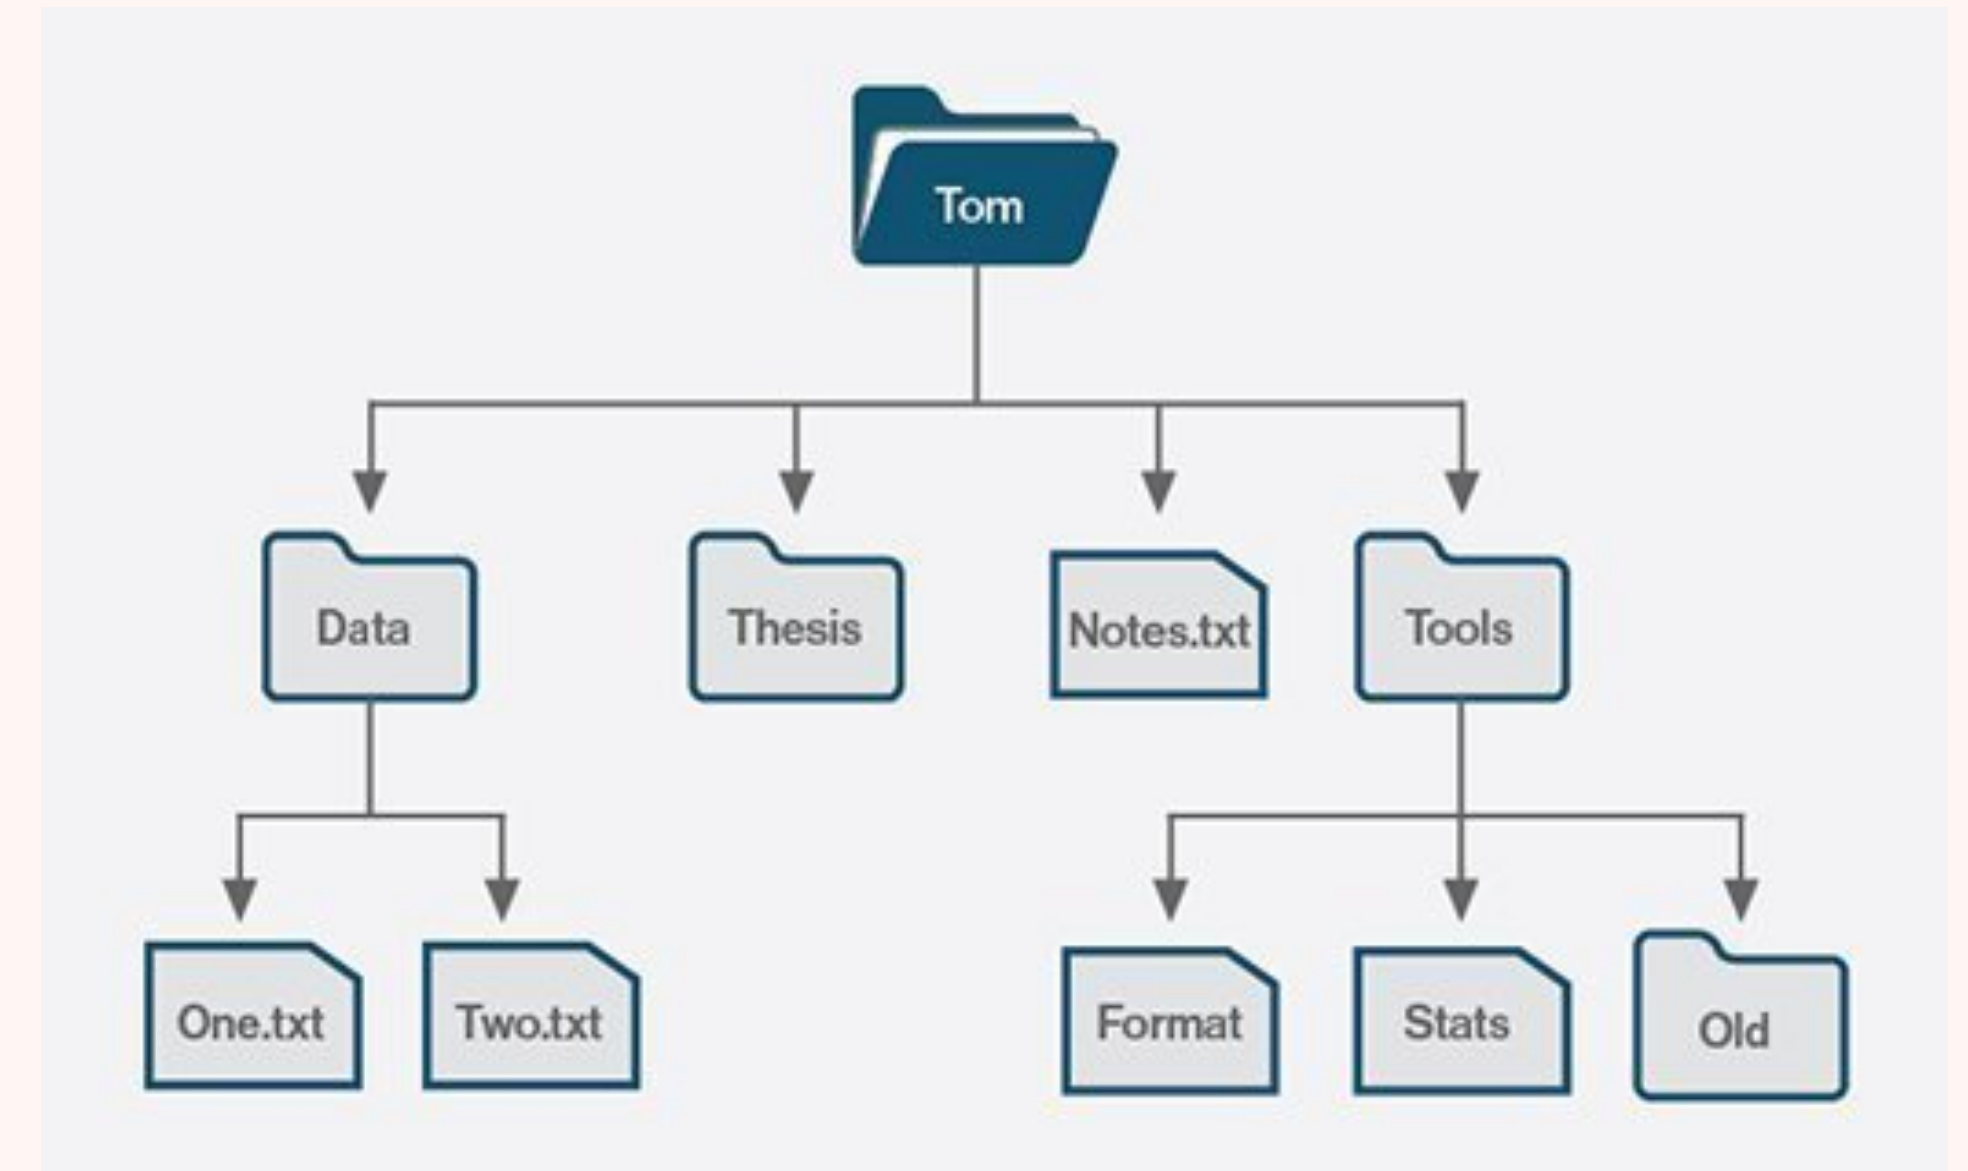 Tom
Data
Thesis
Notes.txt
Tools
One.txt
Two.txt
Format
Stats
Old